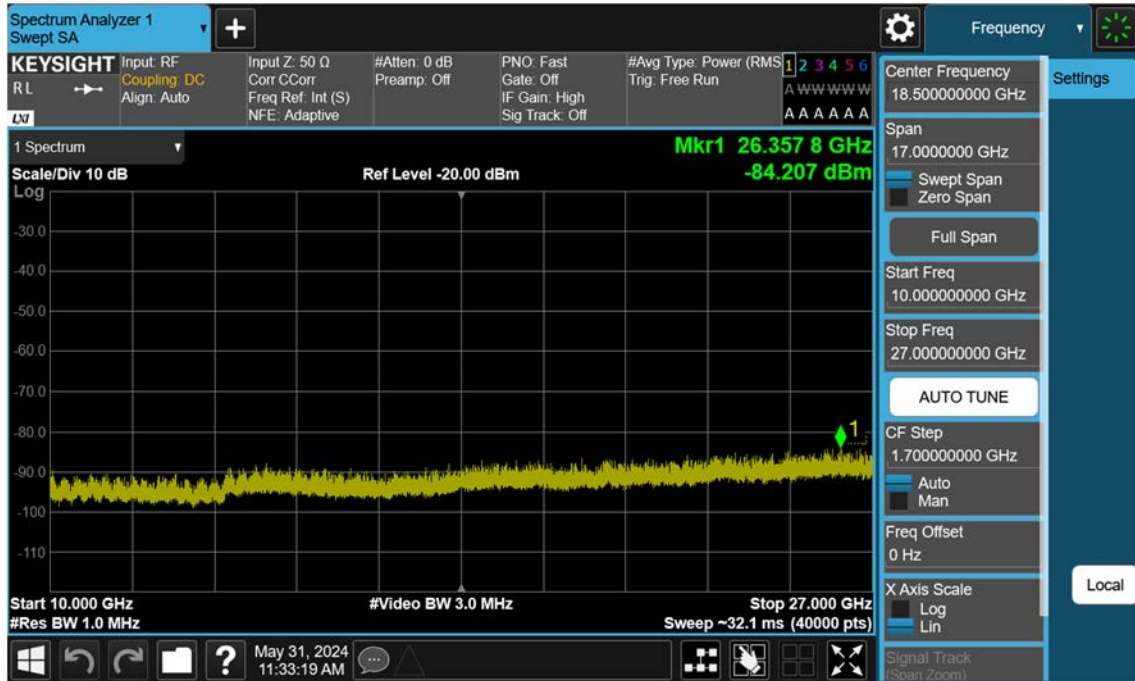 Spectrum Analyzer 1
Swept SA
+
Frequency
KEYSIGHT
R L
LXI
Input: RF
Coupling: DC
Align: Auto
Input Z: 50 Ω
Corr CCorr
Freq Ref: Int (S)
NFE: Adaptive
#Atten: 0 dB
Preamp: Off
PNO: Fast
Gate: Off
IF Gain: High
Sig Track: Off
#Avg Type: Power (RMS
Trig: Free Run
1 2 3 4 5 6
A W W W W W
A A A A A A
1 Spectrum
Scale/Div 10 dB
Log
Ref Level -20.00 dBm
Mkr1 26.357 8 GHz
-84.207 dBm
-30.0
-40.0
-50.0
-60.0
-70.0
-80.0
-90.0
-100
-110
1
Start 10.000 GHz
#Res BW 1.0 MHz
#Video BW 3.0 MHz
Stop 27.000 GHz
Sweep ~32.1 ms (40000 pts)
Center Frequency
18.500000000 GHz
Span
17.0000000 GHz
Swept Span
Zero Span
Full Span
Start Freq
10.000000000 GHz
Stop Freq
27.000000000 GHz
AUTO TUNE
CF Step
1.700000000 GHz
Auto
Man
Freq Offset
0 Hz
X Axis Scale
Log
Lin
Signal Track
(Span Zoom)
Settings
Local
?
May 31, 2024
11:33:19 AM